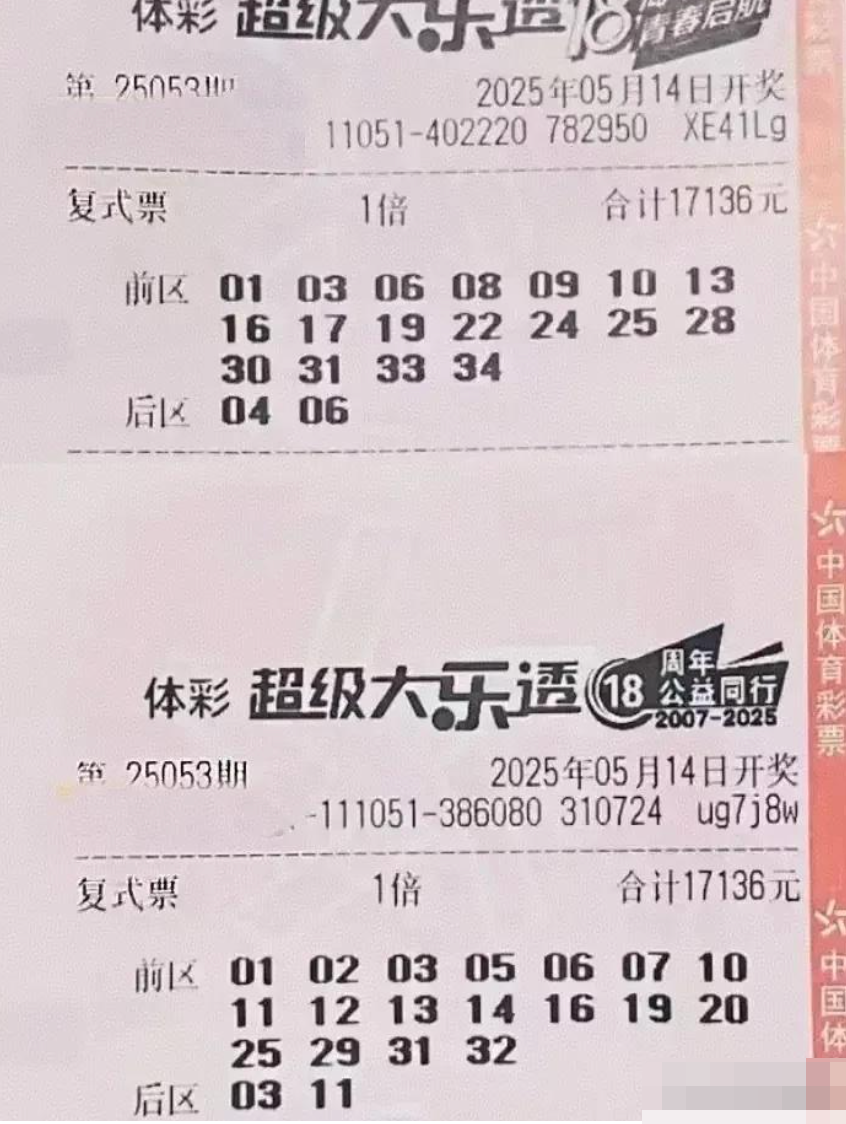 体彩 超级大乐透 18 周
青春启航
第 25053期
2025年05月14日开奖
11051-402220 782950 XE41Lg
复式票 1倍 合计17136元
前区 01 03 06 08 09 10 13
16 17 19 22 24 25 28
30 31 33 34
后区 04 06
中国体育彩票
体彩 超级大乐透 18 周年
公益同行
2007-2025
第 25053期 2025年05月14日开奖
-111051-386080 310724 ug7j8w
复式票 1倍 合计17136元
前区 01 02 03 05 06 07 10
11 12 13 14 16 19 20
25 29 31 32
后区 03 11
中国体育彩票
中国体